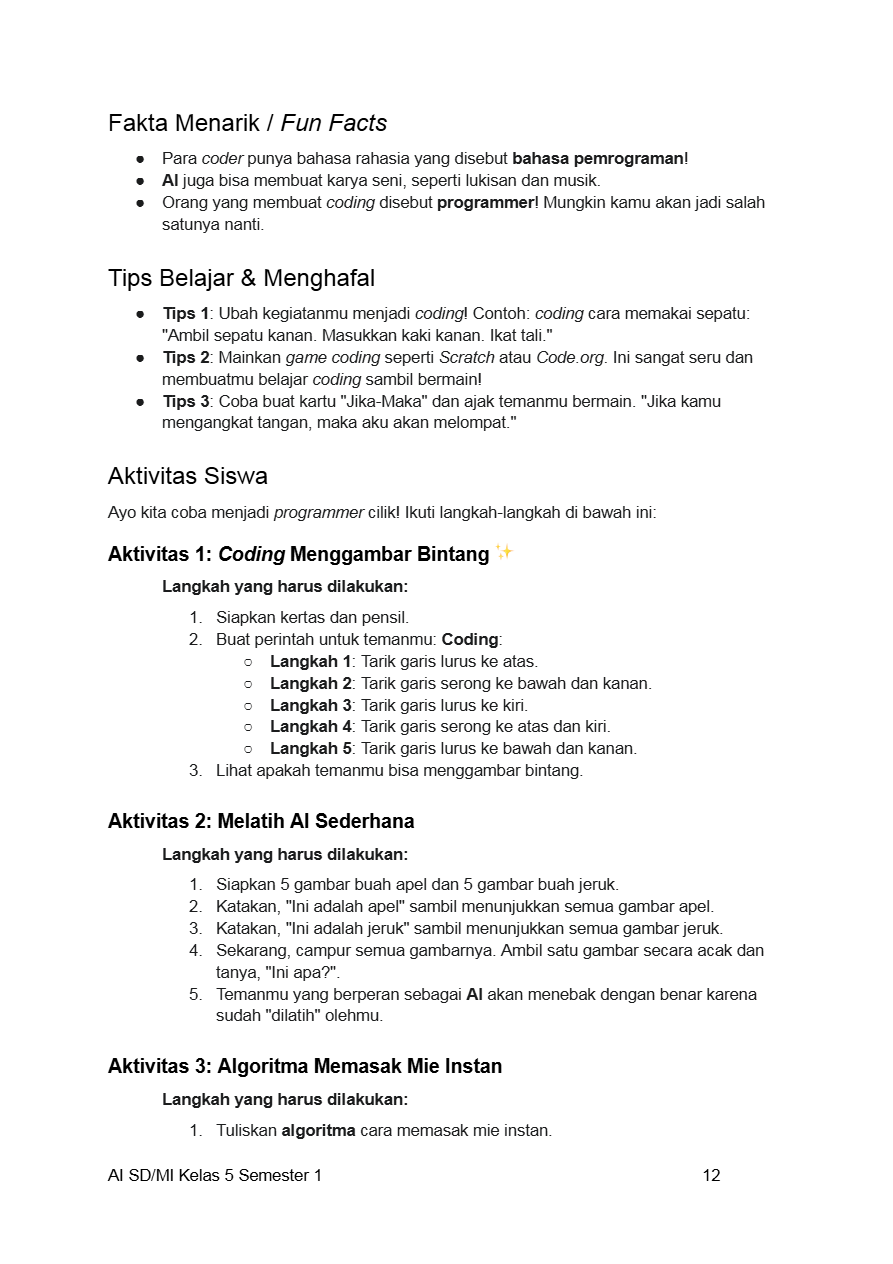 Fakta Menarik / Fun Facts
● Para coder punya bahasa rahasia yang disebut bahasa pemrograman!
● AI juga bisa membuat karya seni, seperti lukisan dan musik.
● Orang yang membuat coding disebut programmer! Mungkin kamu akan jadi salah
satunya nanti.
Tips Belajar & Menghafal
● Tips 1: Ubah kegiatanmu menjadi coding! Contoh: coding cara memakai sepatu:
"Ambil sepatu kanan. Masukkan kaki kanan. Ikat tali."
● Tips 2: Mainkan game coding seperti Scratch atau Code.org. Ini sangat seru dan
membuatmu belajar coding sambil bermain!
● Tips 3: Coba buat kartu "Jika-Maka" dan ajak temanmu bermain. "Jika kamu
mengangkat tangan, maka aku akan melompat."
Aktivitas Siswa
Ayo kita coba menjadi programmer cilik! Ikuti langkah-langkah di bawah ini:
Aktivitas 1: Coding Menggambar Bintang ✨
Langkah yang harus dilakukan:
1. Siapkan kertas dan pensil.
2. Buat perintah untuk temanmu: Coding:
○ Langkah 1: Tarik garis lurus ke atas.
○ Langkah 2: Tarik garis serong ke bawah dan kanan.
○ Langkah 3: Tarik garis lurus ke kiri.
○ Langkah 4: Tarik garis serong ke atas dan kiri.
○ Langkah 5: Tarik garis lurus ke bawah dan kanan.
3. Lihat apakah temanmu bisa menggambar bintang.
Aktivitas 2: Melatih AI Sederhana
Langkah yang harus dilakukan:
1. Siapkan 5 gambar buah apel dan 5 gambar buah jeruk.
2. Katakan, "Ini adalah apel" sambil menunjukkan semua gambar apel.
3. Katakan, "Ini adalah jeruk" sambil menunjukkan semua gambar jeruk.
4. Sekarang, campur semua gambarnya. Ambil satu gambar secara acak dan
tanya, "Ini apa?".
5. Temanmu yang berperan sebagai AI akan menebak dengan benar karena
sudah "dilatih" olehmu.
Aktivitas 3: Algoritma Memasak Mie Instan
Langkah yang harus dilakukan:
1. Tuliskan algoritma cara memasak mie instan.
AI SD/MI Kelas 5 Semester 1 12